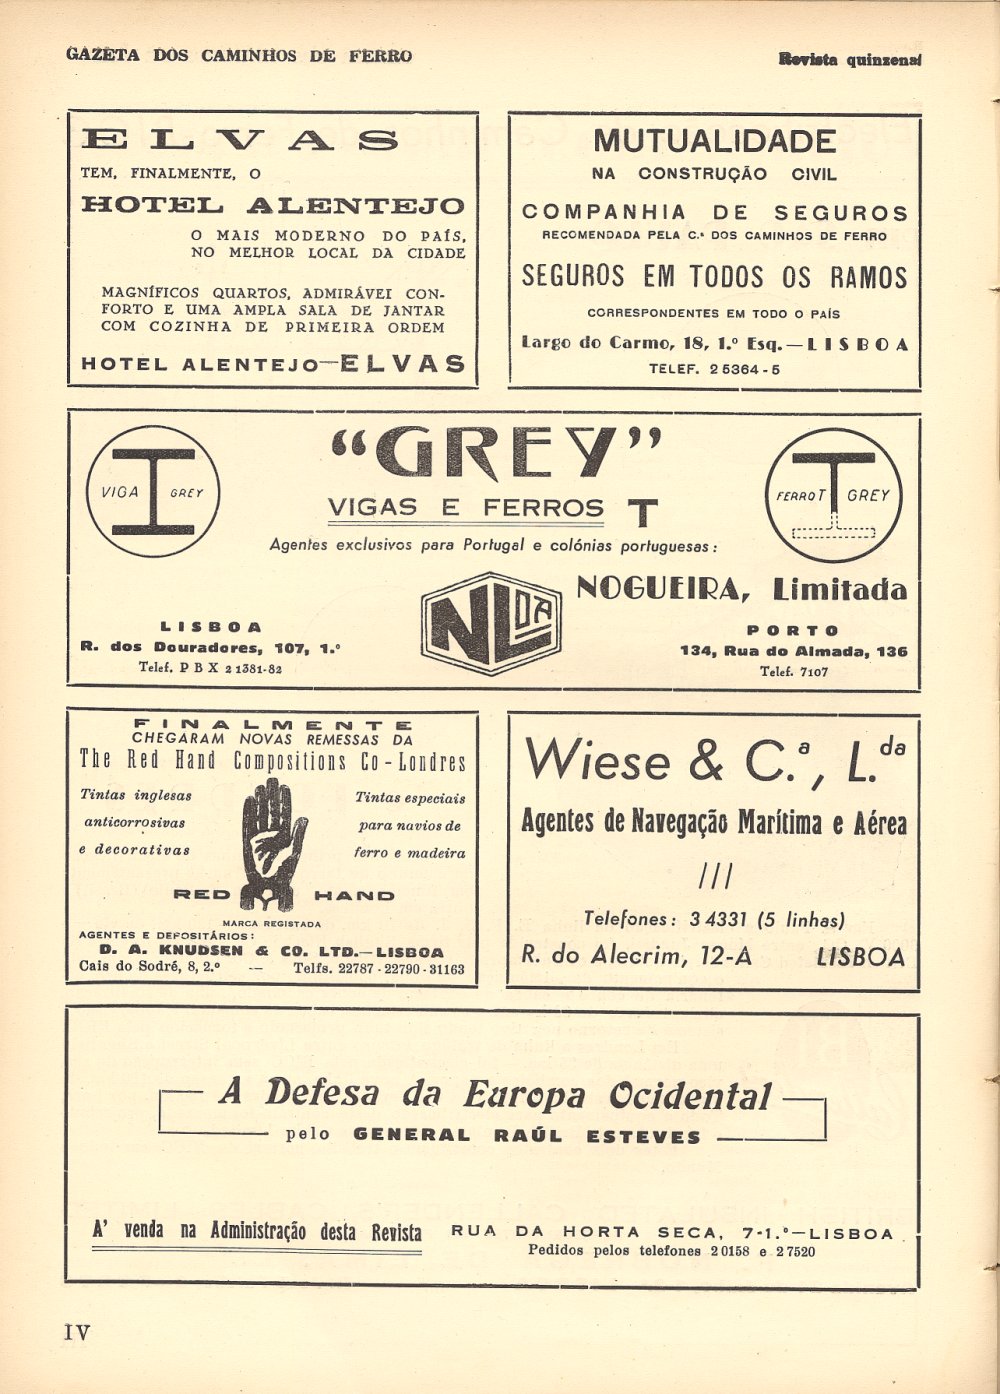 GAZETA DOS CAMINHOS DE FERRO
Revista quinzenal
ELVAS
TEM, FINALMENTE, O
HOTEL ALENTEJO
O MAIS MODERNO DO PAÍS,
NO MELHOR LOCAL DA CIDADE
MAGNÍFICOS QUARTOS, ADMIRÁVEI CON-
FORTO E UMA AMPLA SALA DE JANTAR
COM COZINHA DE PRIMEIRA ORDEM
HOTEL ALENTEJO—ELVAS
MUTUALIDADE
NA CONSTRUÇÃO CIVIL
COMPANHIA DE SEGUROS
RECOMENDADA PELA C.ª DOS CAMINHOS DE FERRO
SEGUROS EM TODOS OS RAMOS
CORRESPONDENTES EM TODO O PAÍS
Largo do Carmo, 18, 1.º Esq.—LISBOA
TELEF. 25364-5
VIGA GREY
"GREY"
VIGAS E FERROS T
FERRO T GREY
Agentes exclusivos para Portugal e colónias portuguesas:
NOGUEIRA, Limitada
NLDA
LISBOA
R. dos Douradores, 107, 1.º
Telef. P B X 21381-82
PORTO
134, Rua do Almada, 136
Telef. 7107
FINALMENTE
CHEGARAM NOVAS REMESSAS DA
The Red Hand Compositions Co-Londres
Tintas inglesas
anticorrosivas
e decorativas
Tintas especiais
para navios de
ferro e madeira
RED HAND
MARCA REGISTADA
AGENTES E DEPOSITÁRIOS:
D. A. KNUDSEN & CO. LTD.—LISBOA
Cais do Sodré, 8, 2.º — Telfs. 22787-22790-31163
Wiese & C.ª, L.da
Agentes de Navegação Marítima e Aérea
///
Telefones: 3 4331 (5 linhas)
R. do Alecrim, 12-A LISBOA
A Defesa da Europa Ocidental
pelo GENERAL RAÚL ESTEVES
A' venda na Administração desta Revista
RUA DA HORTA SECA, 7-1.º—LISBOA
Pedidos pelos telefones 20158 e 27520
IV